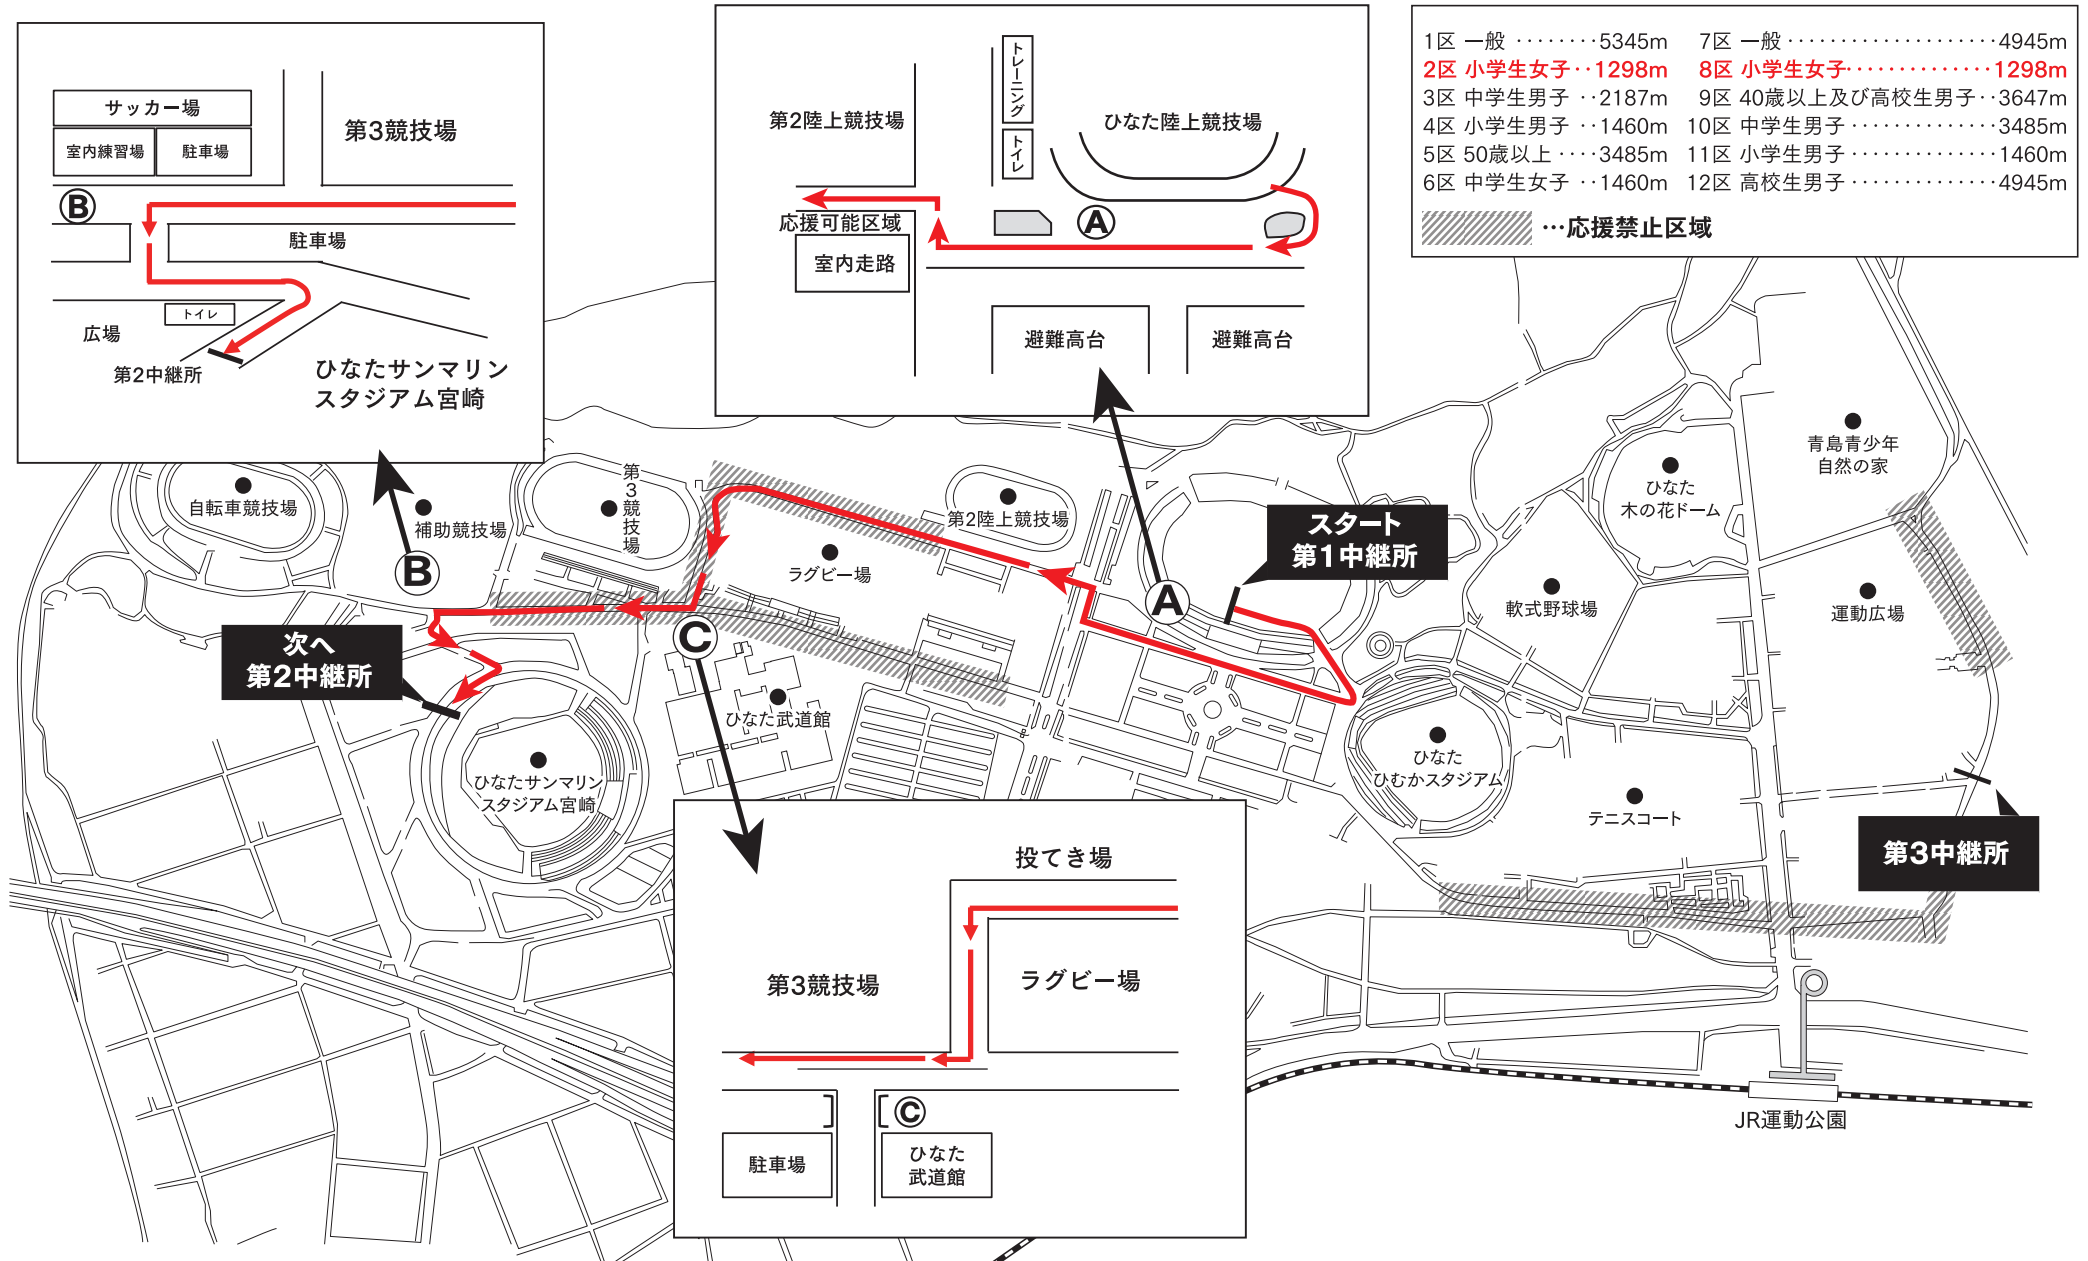 サッカー場
室内練習場
駐車場
第3競技場
B
駐車場
トイレ
広場
第2中継所
ひなたサンマリン
スタジアム宮崎
トレーニング
トイレ
第2陸上競技場
ひなた陸上競技場
応援可能区域
A
室内走路
避難高台
避難高台
1区 一般 ········5345m
2区 小学生女子··1298m
3区 中学生男子 ··2187m
4区 小学生男子··1460m
5区 50歳以上 ····3485m
6区 中学生女子 ··1460m
7区 一般····················4945m
8区 小学生女子··············1298m
9区 40歳以上及び高校生男子··3647m
10区 中学生男子··············3485m
11区 小学生男子··············1460m
12区 高校生男子··············4945m
···応援禁止区域
自転車競技場
補助競技場
第3競技場
B
ラグビー場
第2陸上競技場
スタート
第1中継所
A
C
次へ
第2中継所
ひなたサンマリン
スタジアム宮崎
ひなた武道館
青島青少年
自然の家
ひなた
木の花ドーム
軟式野球場
運動広場
ひなた
ひむかスタジアム
テニスコート
第3中継所
JR運動公園
投てき場
第3競技場
ラグビー場
C
駐車場
ひなた
武道館